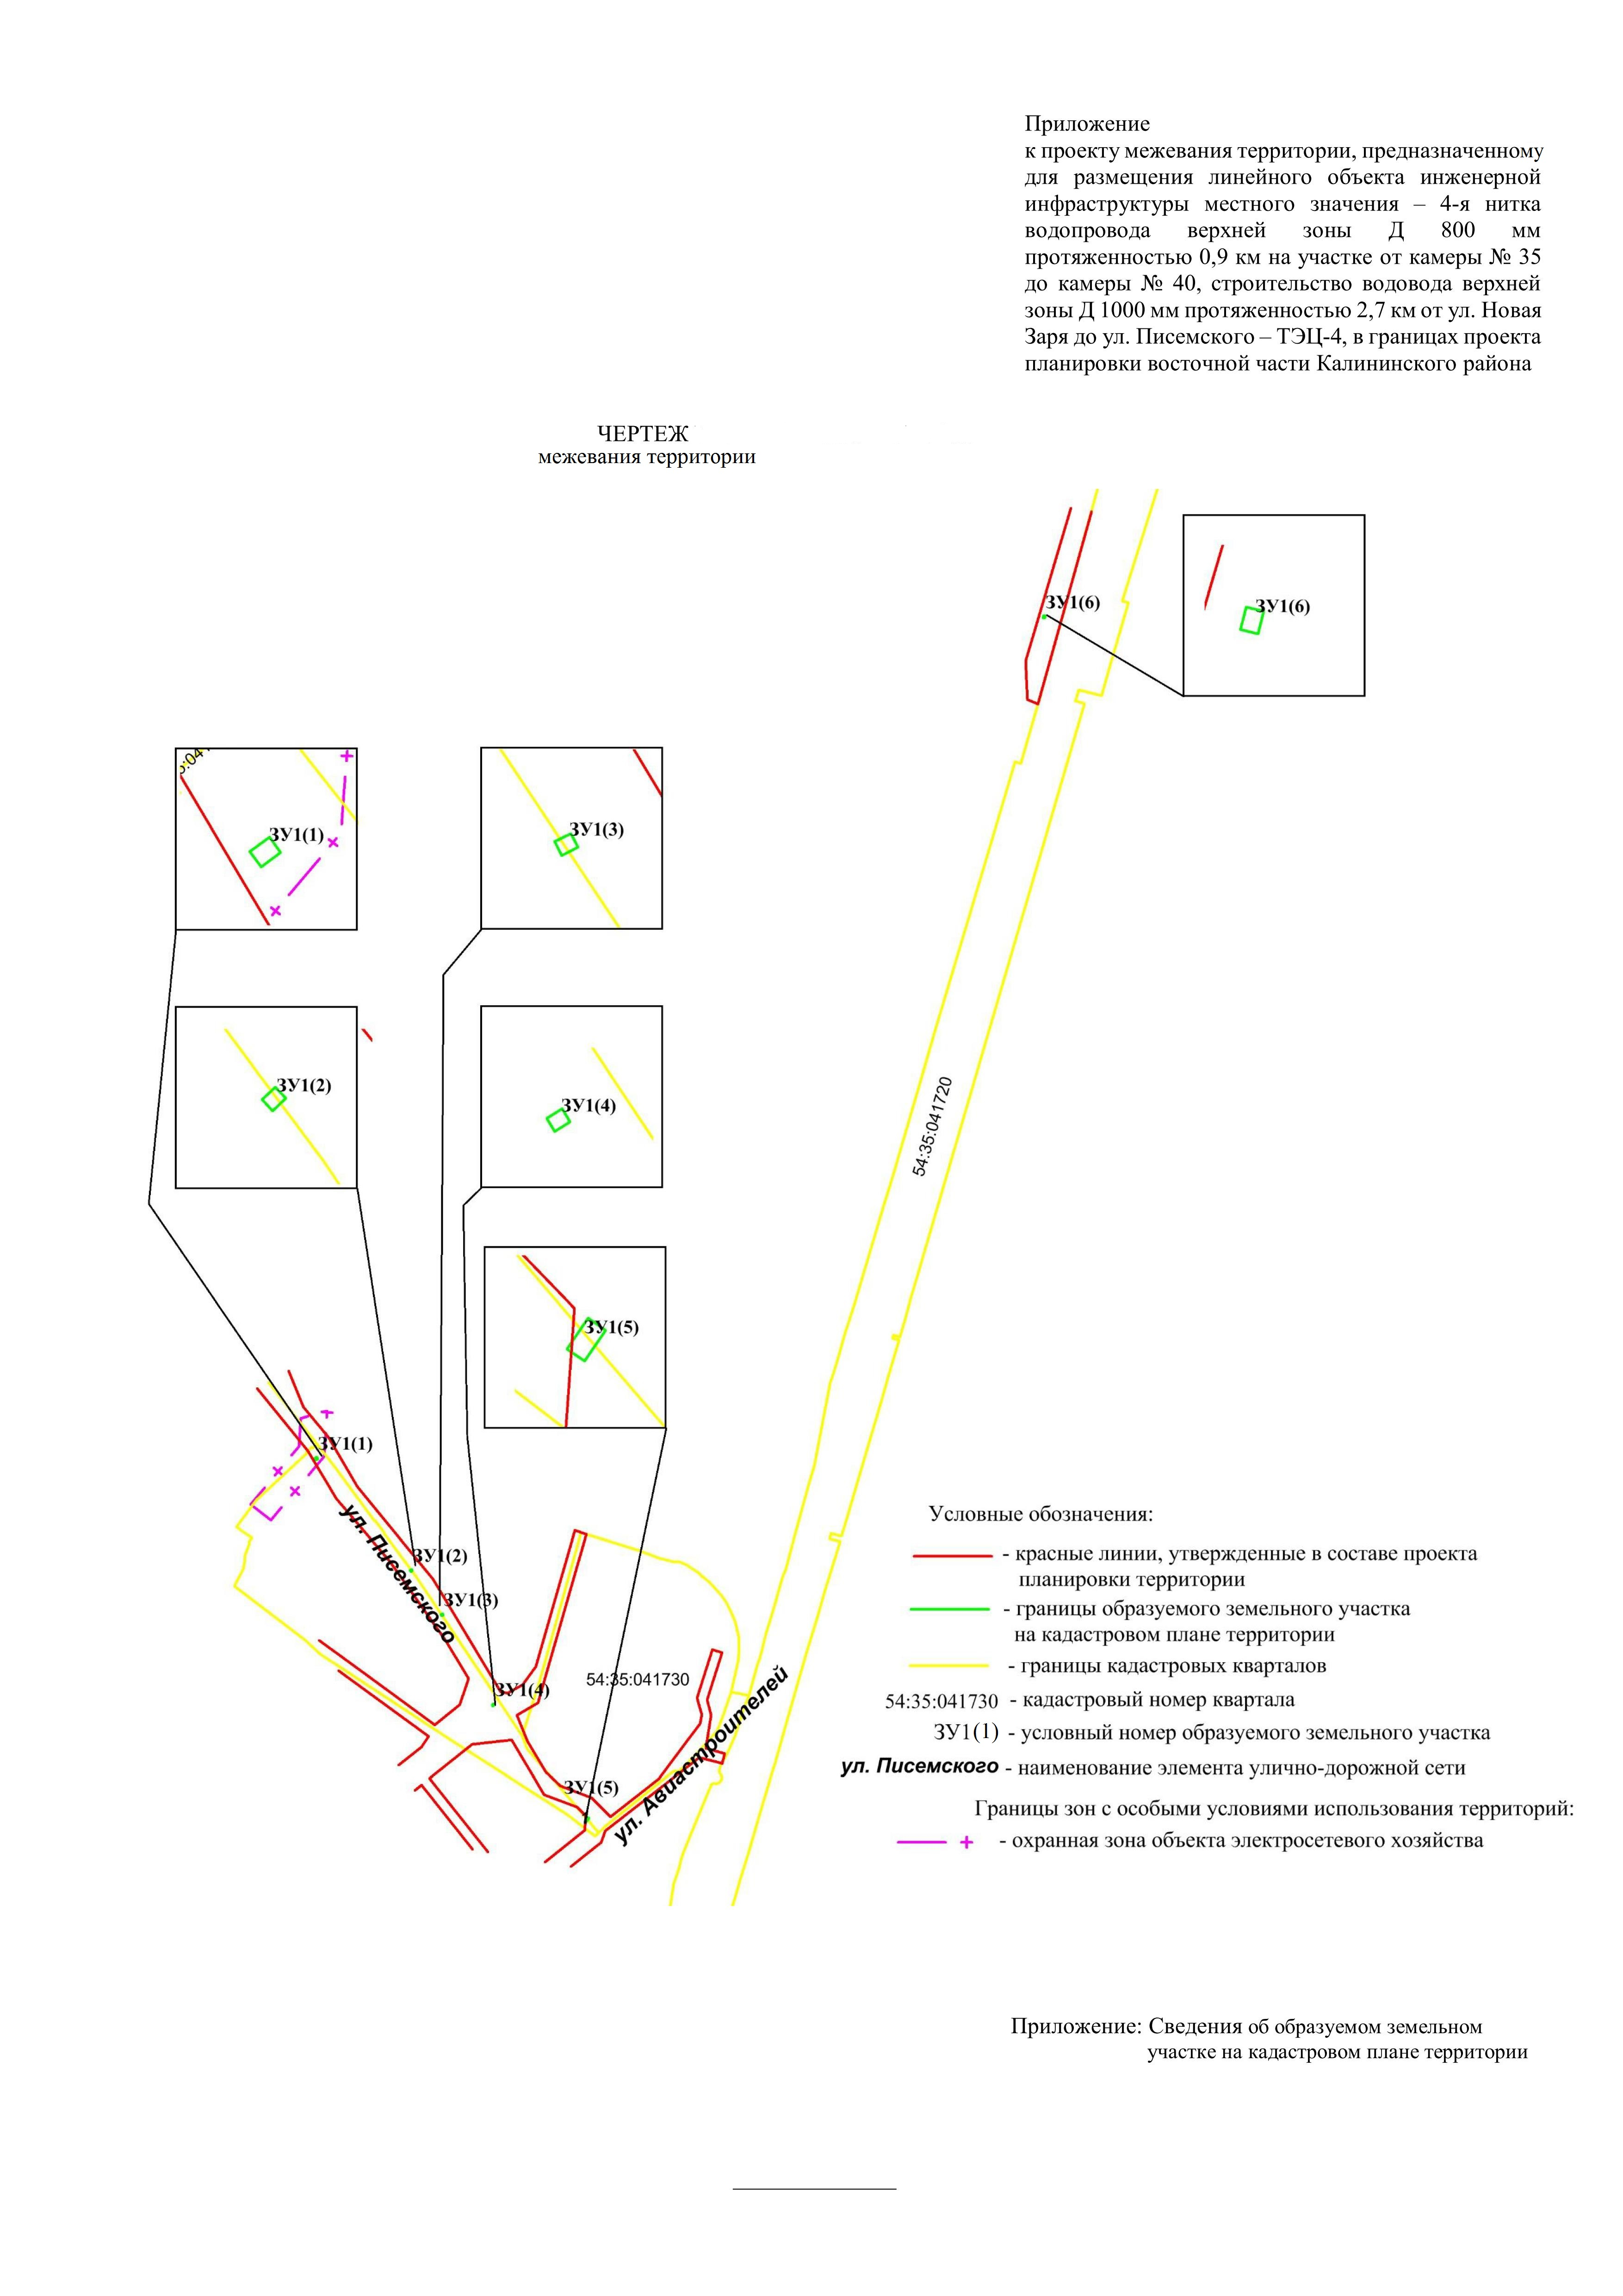 Приложение
к проекту межевания территории, предназначенному
для размещения линейного объекта инженерной
инфраструктуры местного значения – 4-я нитка
водопровода верхней зоны Д 800 мм
протяженностью 0,9 км на участке от камеры № 35
до камеры № 40, строительство водовода верхней
зоны Д 1000 мм протяженностью 2,7 км от ул. Новая
Заря до ул. Писемского – ТЭЦ-4, в границах проекта
планировки восточной части Калининского района
ЧЕРТЕЖ
межевания территории
ЗУ1(6)
ЗУ1(6)
ЗУ1(1)
ЗУ1(3)
ЗУ1(2)
ЗУ1(4)
54:35:041720
ЗУ1(5)
ЗУ1(1)
ул. Писемского
ЗУ1(2)
ЗУ1(3)
ЗУ1(4)
54:35:041730
ЗУ1(5)
ул. Авиастроителей
Условные обозначения:
- красные линии, утвержденные в составе проекта
планировки территории
- границы образуемого земельного участка
на кадастровом плане территории
- границы кадастровых кварталов
54:35:041730 - кадастровый номер квартала
ЗУ1(1) - условный номер образуемого земельного участка
ул. Писемского - наименование элемента улично-дорожной сети
Границы зон с особыми условиями использования территорий:
- охранная зона объекта электросетевого хозяйства
Приложение: Сведения об образуемом земельном
участке на кадастровом плане территории